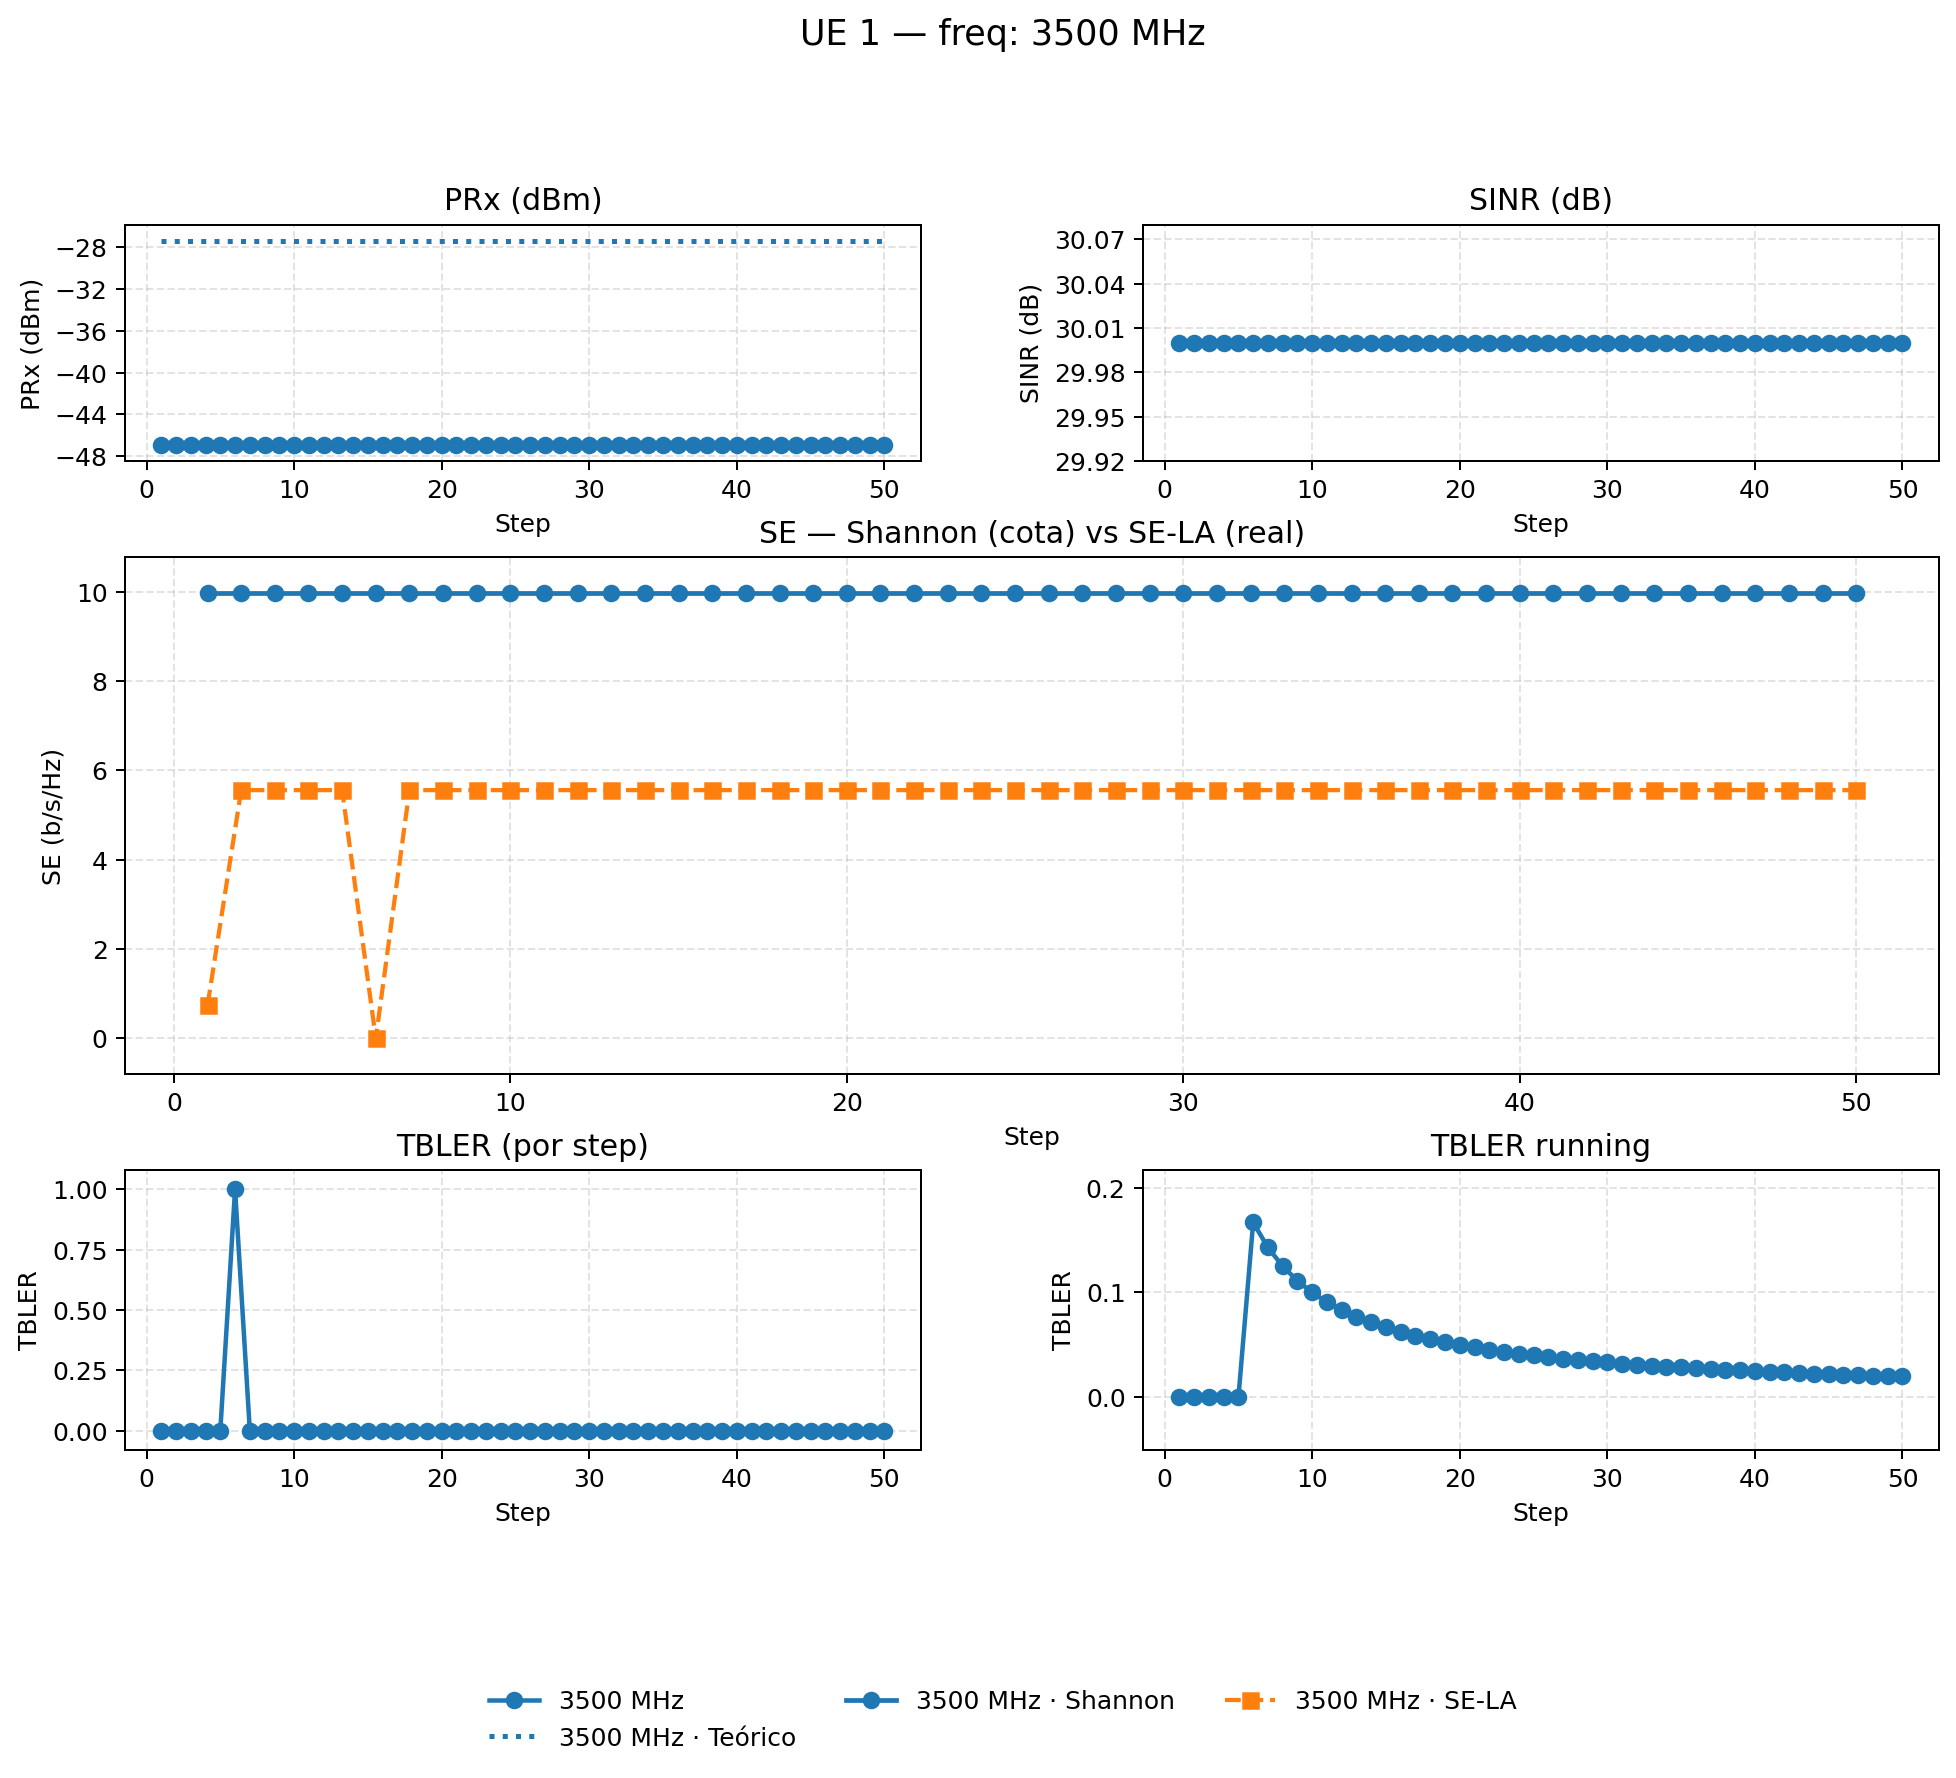 UE 1 — freq: 3500 MHz
PRx (dBm)
PRx (dBm)
−28
−32
−36
−40
−44
−48
0 10 20 30 40 50
Step
SINR (dB)
SINR (dB)
30.07
30.04
30.01
29.98
29.95
29.92
0 10 20 30 40 50
Step
SE — Shannon (cota) vs SE-LA (real)
SE (b/s/Hz)
10
8
6
4
2
0
0 10 20 30 40 50
Step
TBLER (por step)
TBLER
1.00
0.75
0.50
0.25
0.00
0 10 20 30 40 50
Step
TBLER running
TBLER
0.2
0.1
0.0
0 10 20 30 40 50
Step
3500 MHz
3500 MHz · Teórico
3500 MHz · Shannon
3500 MHz · SE-LA